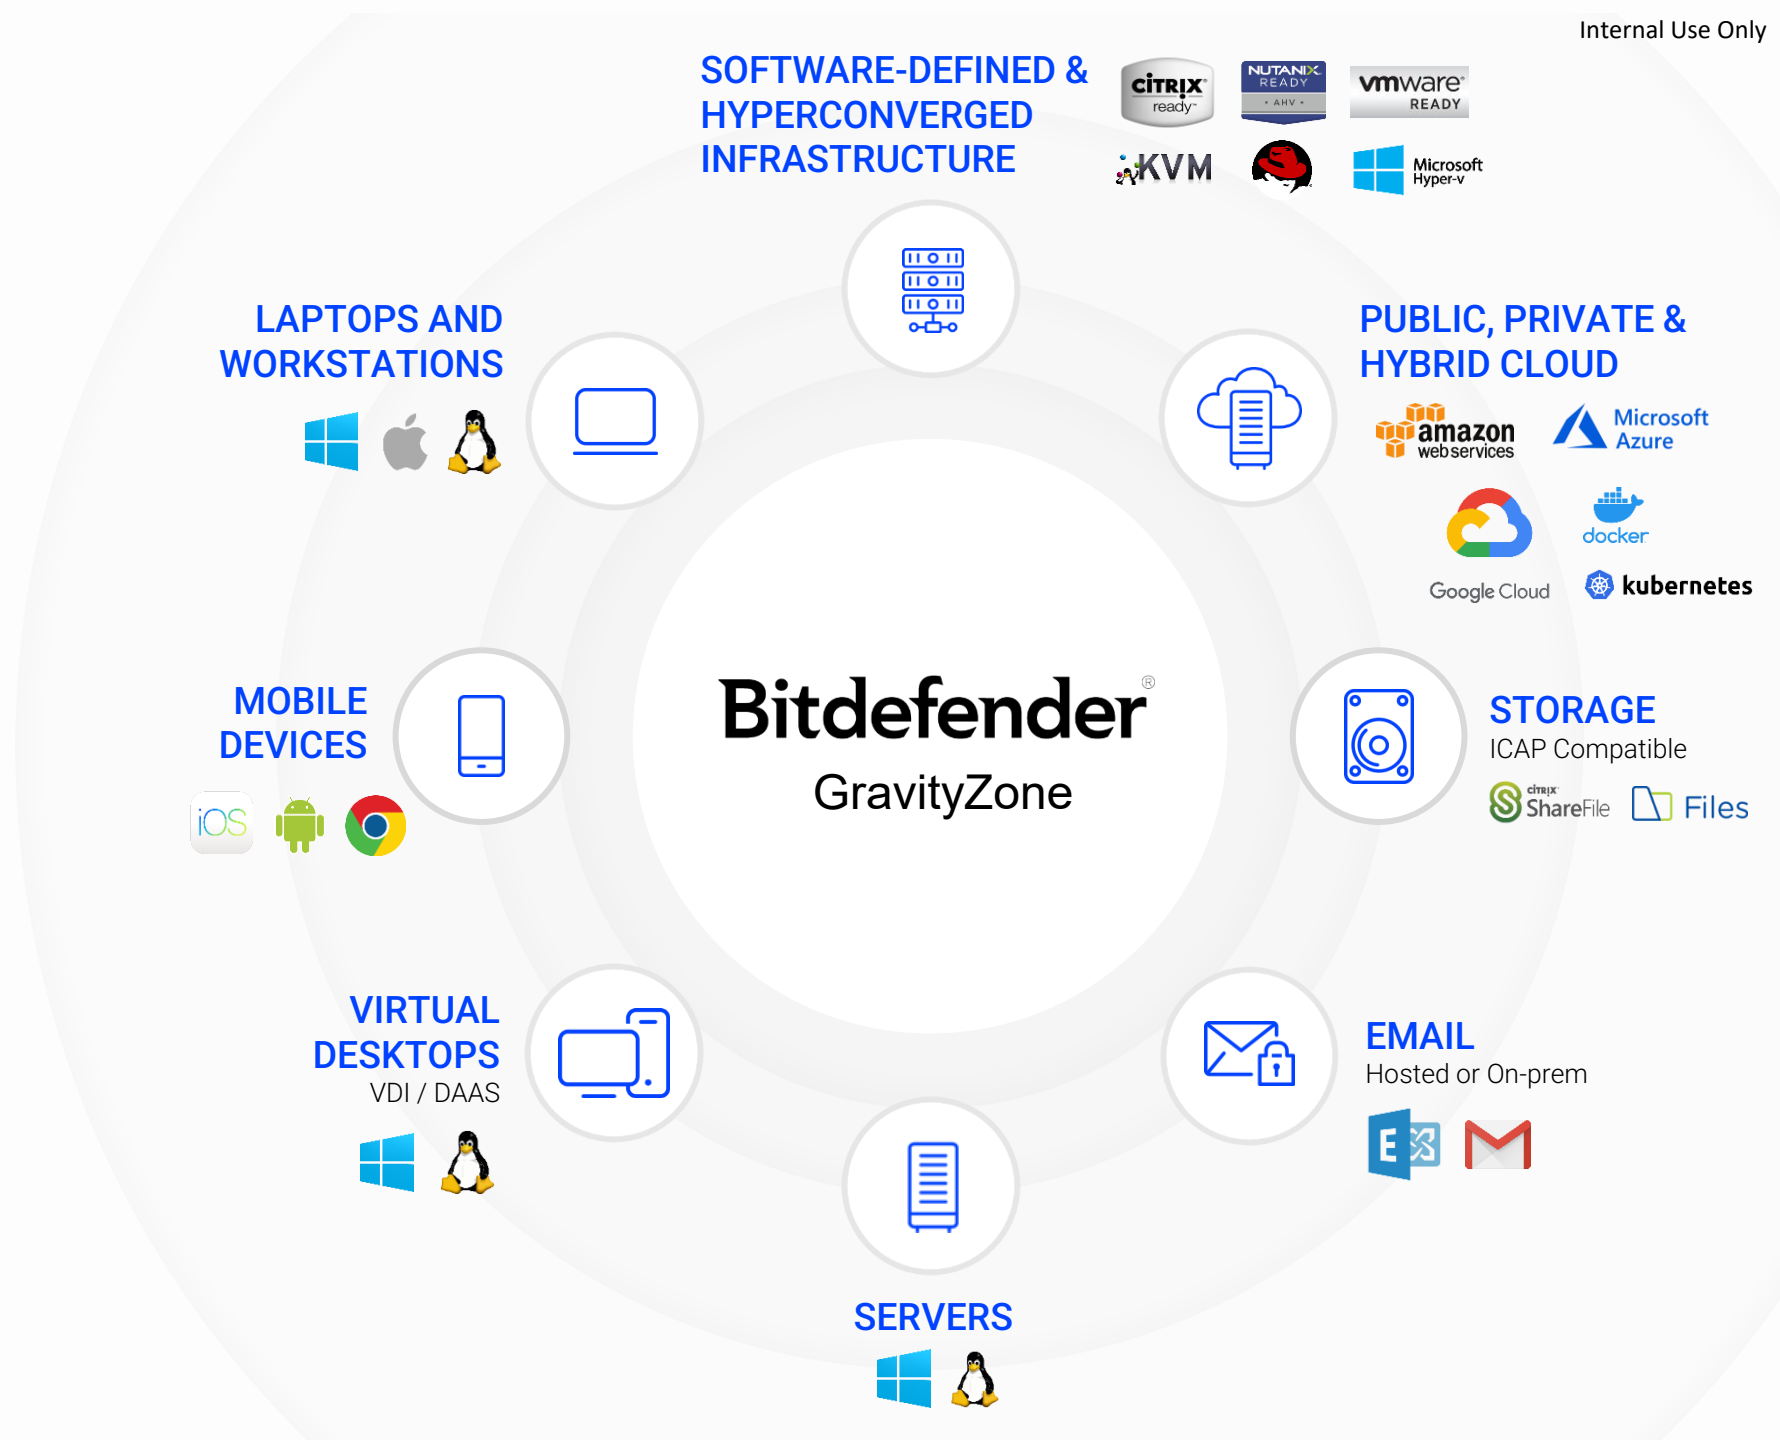 Internal Use Only
SOFTWARE-DEFINED &
HYPERCONVERGED
INFRASTRUCTURE
CiTRIX®
ready™
NUTANIX
READY
• AHV •
vmware®
READY
KVM
Microsoft
Hyper-v
LAPTOPS AND
WORKSTATIONS
PUBLIC, PRIVATE &
HYBRID CLOUD
amazon
web services
Microsoft
Azure
docker
Google Cloud
kubernetes
Bitdefender®
GravityZone
MOBILE
DEVICES
iOS
STORAGE
ICAP Compatible
CiTRIX®
ShareFile
Files
VIRTUAL
DESKTOPS
VDI / DAAS
EMAIL
Hosted or On-prem
E
SERVERS